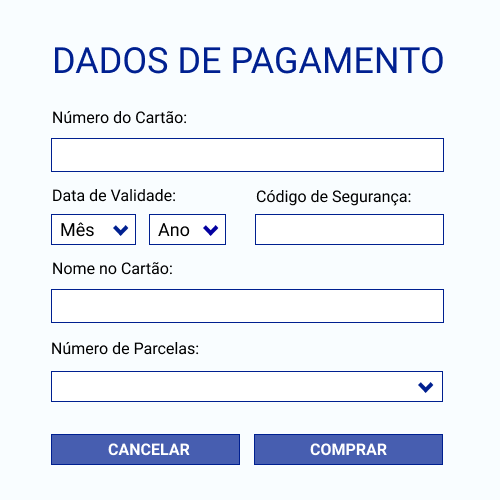 DADOS DE PAGAMENTO
Número do Cartão:
Data de Validade: Código de Segurança:
Mês Ano
Nome no Cartão:
Número de Parcelas:
CANCELAR COMPRAR